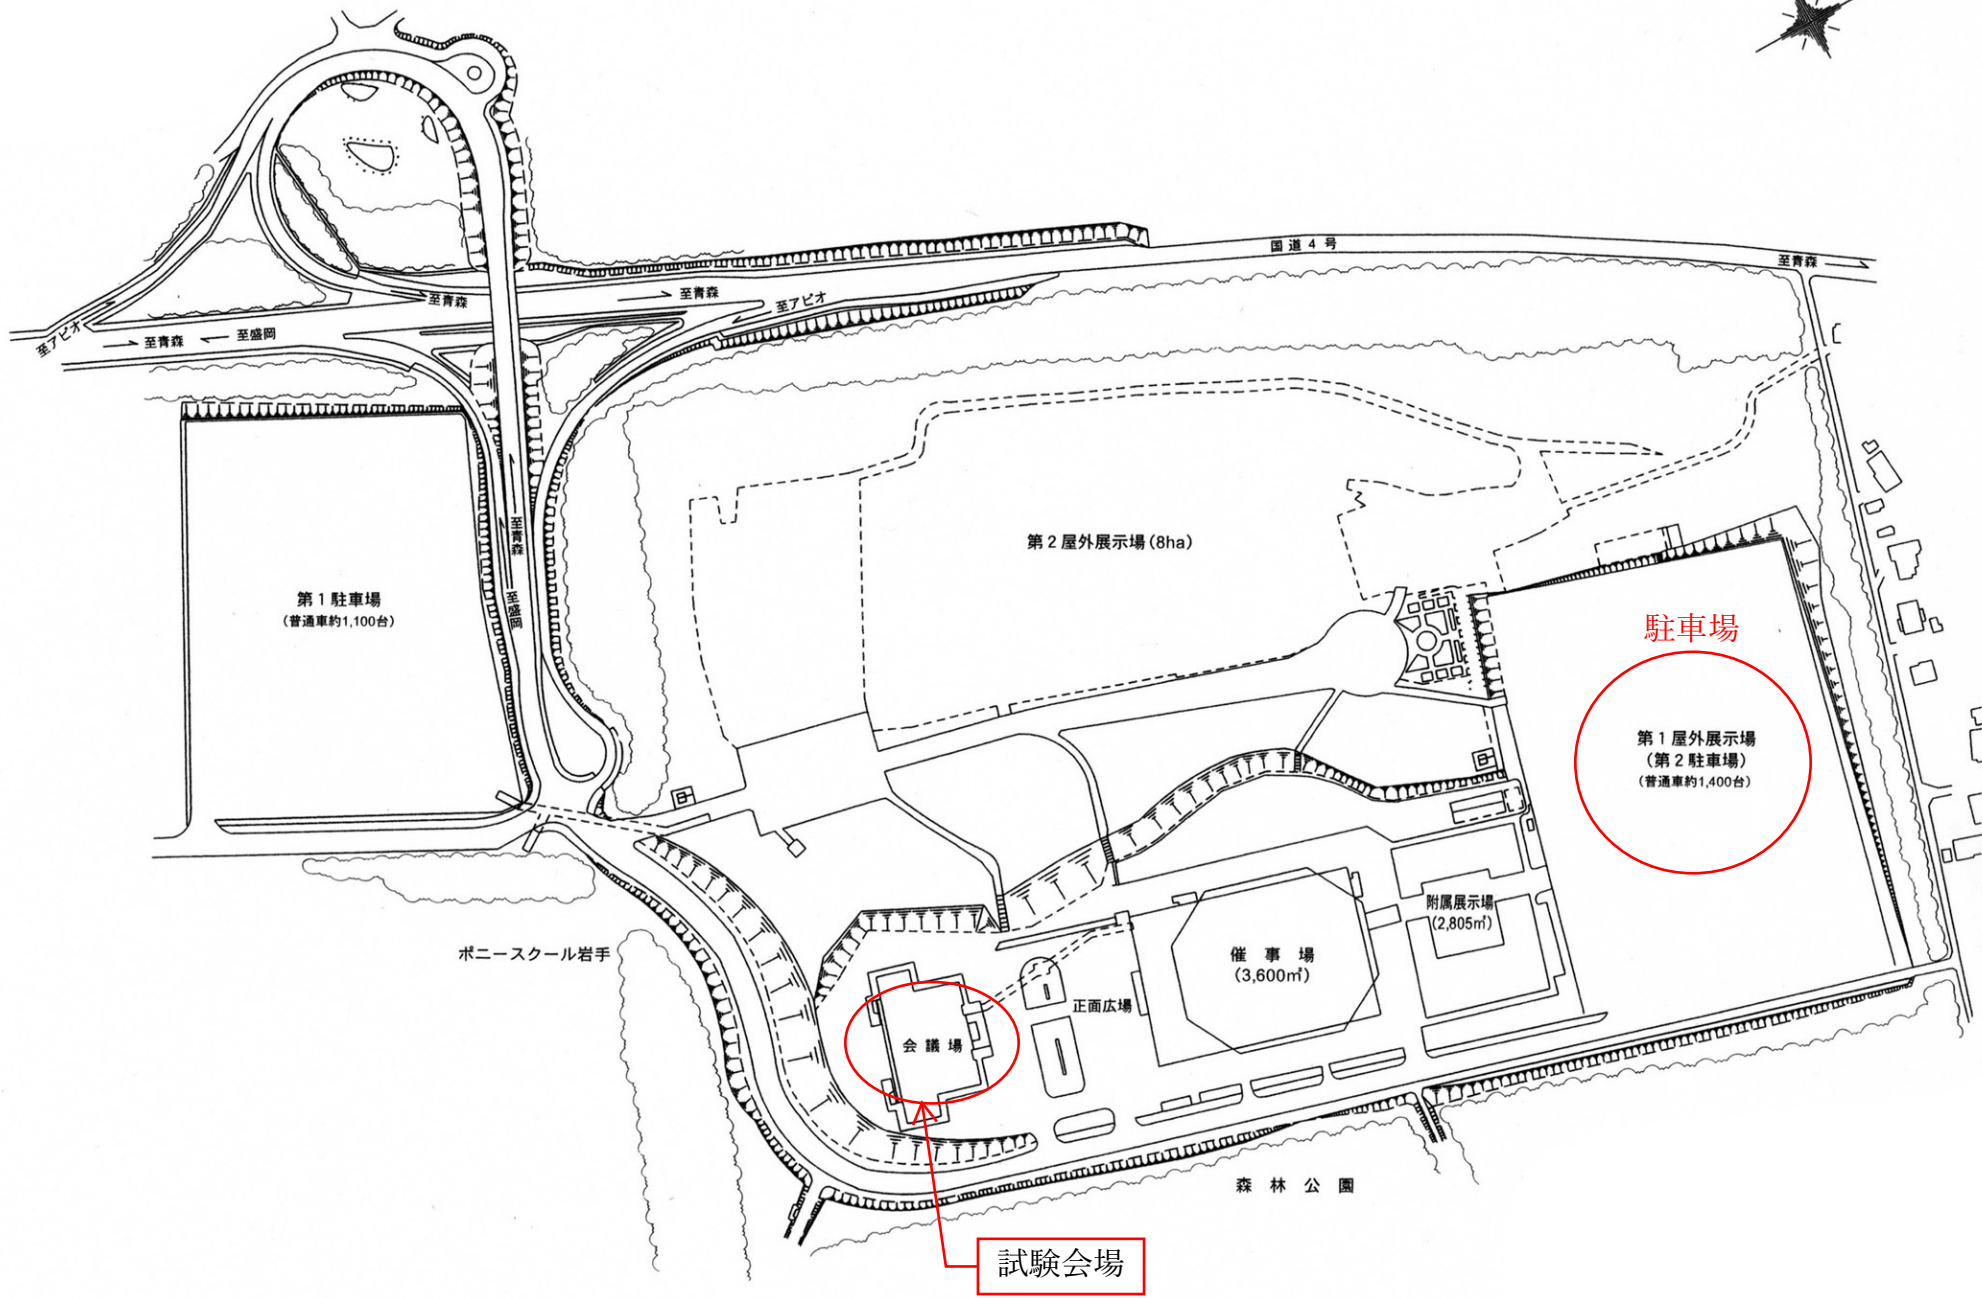 国道4号
至青森
至青森
至青森
至アピオ
至アピオ
至青森
至盛岡
至青森
至盛岡
第1駐車場
(普通車約1,100台)
第2屋外展示場(8ha)
駐車場
第1屋外展示場
(第2駐車場)
(普通車約1,400台)
附属展示場
(2,805㎡)
催事場
(3,600㎡)
正面広場
会議場
ポニースクール岩手
森林公園
試験会場